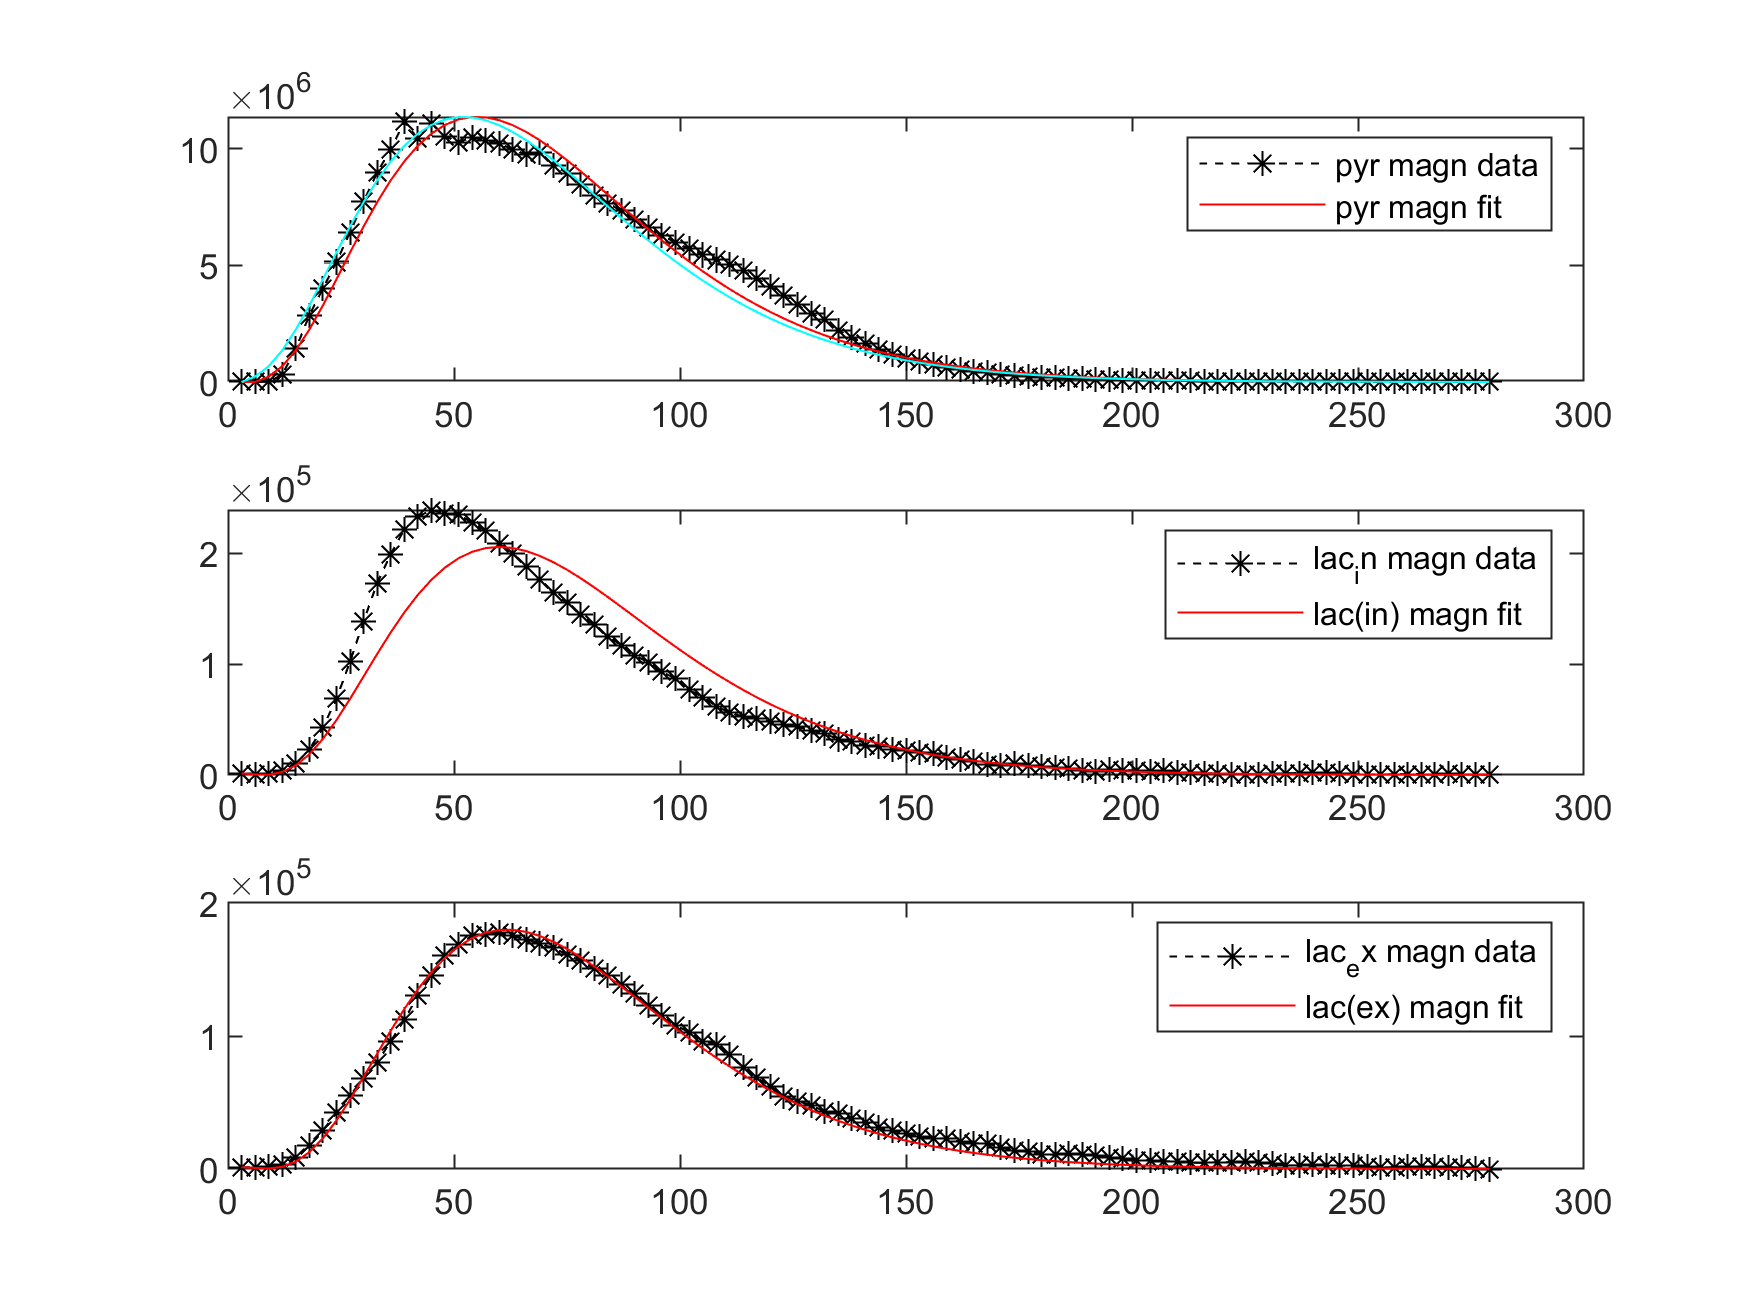 ×10^6
10
5
0
0 50 100 150 200 250 300
pyr magn data
pyr magn fit
×10^5
2
1
0
0 50 100 150 200 250 300
lac_in magn data
lac(in) magn fit
×10^5
2
1
0
0 50 100 150 200 250 300
lac_ex magn data
lac(ex) magn fit